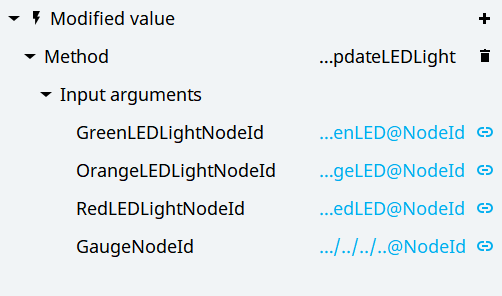 Modified value
Method ...pdateLEDLight
Input arguments
GreenLEDLightNodeId ...enLED@NodeId
OrangeLEDLightNodeId ...geLED@NodeId
RedLEDLightNodeId ...edLED@NodeId
GaugeNodeId .../../../..@NodeId